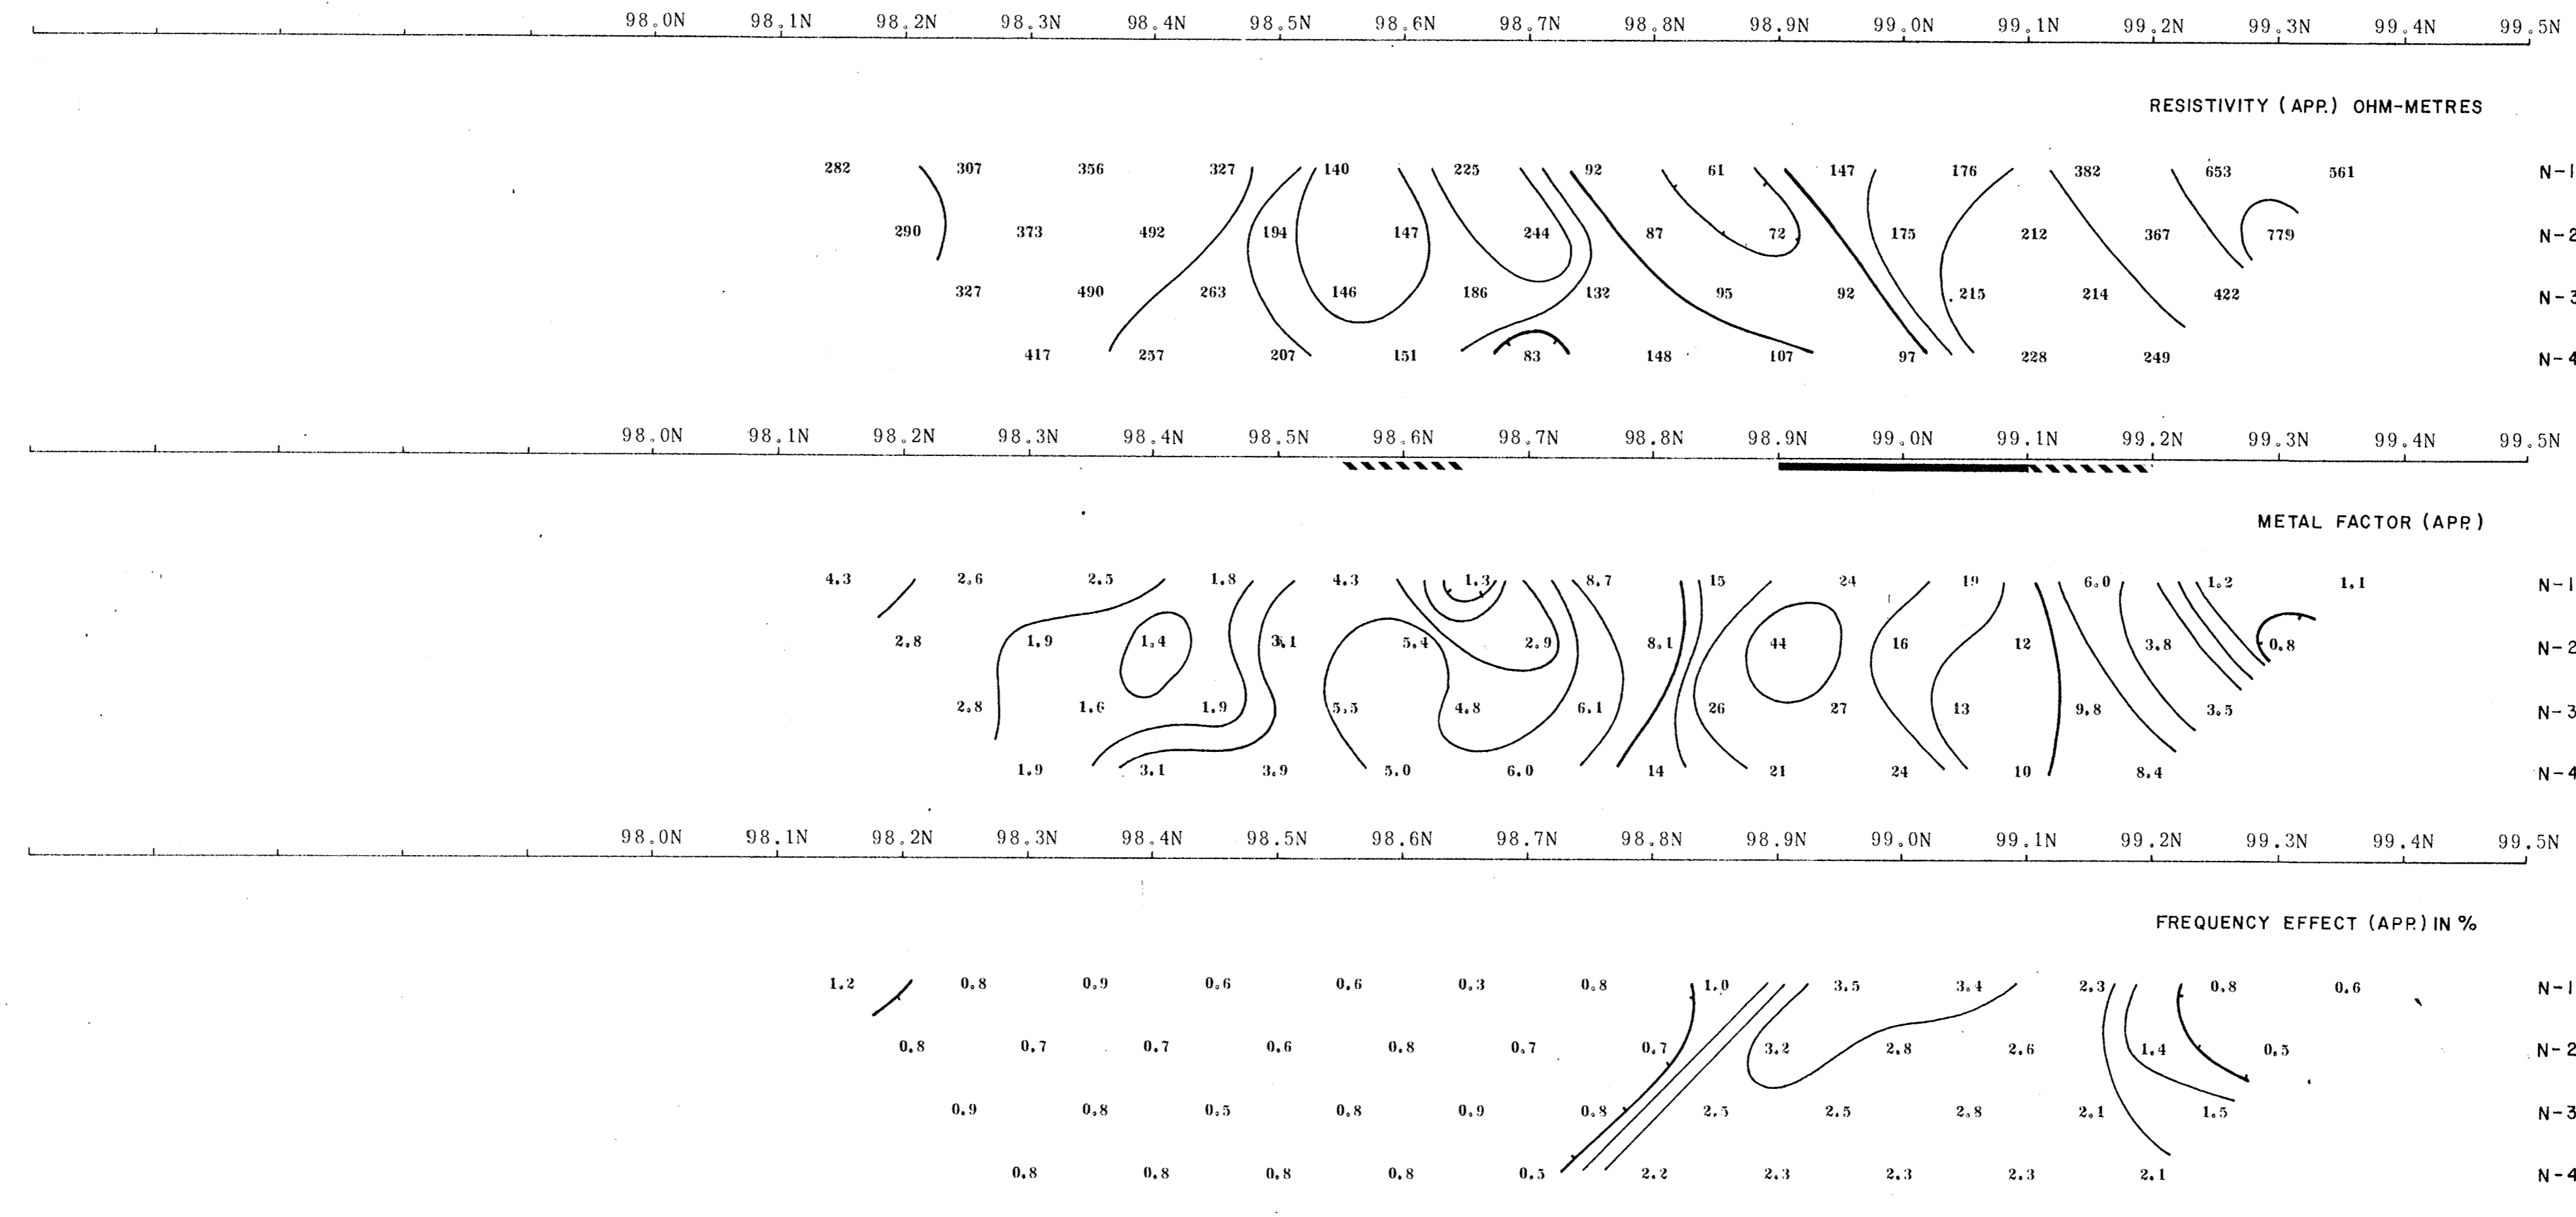 98.0N 98.1N 98.2N 98.3N 98.4N 98.5N 98.6N 98.7N 98.8N 98.9N 99.0N 99.1N 99.2N 99.3N 99.4N 99.5N
RESISTIVITY (APP.) OHM-METRES
282 307 356 327 140 225 92 61 147 176 382 653 561 N-1
290 373 492 194 147 244 87 72 175 212 367 779 N-2
327 490 263 146 186 132 95 92 215 214 422 N-3
417 257 207 151 83 148 107 97 228 249 N-4
98.0N 98.1N 98.2N 98.3N 98.4N 98.5N 98.6N 98.7N 98.8N 98.9N 99.0N 99.1N 99.2N 99.3N 99.4N 99.5N
METAL FACTOR (APP.)
4.3 2.6 2.5 1.8 4.3 1.3 8.7 15 24 19 6.0 1.2 1.1 N-1
2.8 1.9 1.4 3.1 5.4 2.9 8.1 44 16 12 3.8 0.8 N-2
2.8 1.6 1.9 5.5 4.8 6.1 26 27 13 9.8 3.5 N-3
1.9 3.1 3.9 5.0 6.0 14 21 24 10 8.4 N-4
98.0N 98.1N 98.2N 98.3N 98.4N 98.5N 98.6N 98.7N 98.8N 98.9N 99.0N 99.1N 99.2N 99.3N 99.4N 99.5N
FREQUENCY EFFECT (APP.) IN %
1.2 0.8 0.9 0.6 0.6 0.3 0.8 1.0 3.5 3.4 2.3 0.8 0.6 N-1
0.8 0.7 0.7 0.6 0.8 0.7 0.7 3.2 2.8 2.6 1.4 0.5 N-2
0.9 0.8 0.5 0.8 0.9 0.8 2.5 2.5 2.8 2.1 1.5 N-3
0.8 0.8 0.8 0.8 0.5 2.2 2.3 2.3 2.3 2.1 N-4